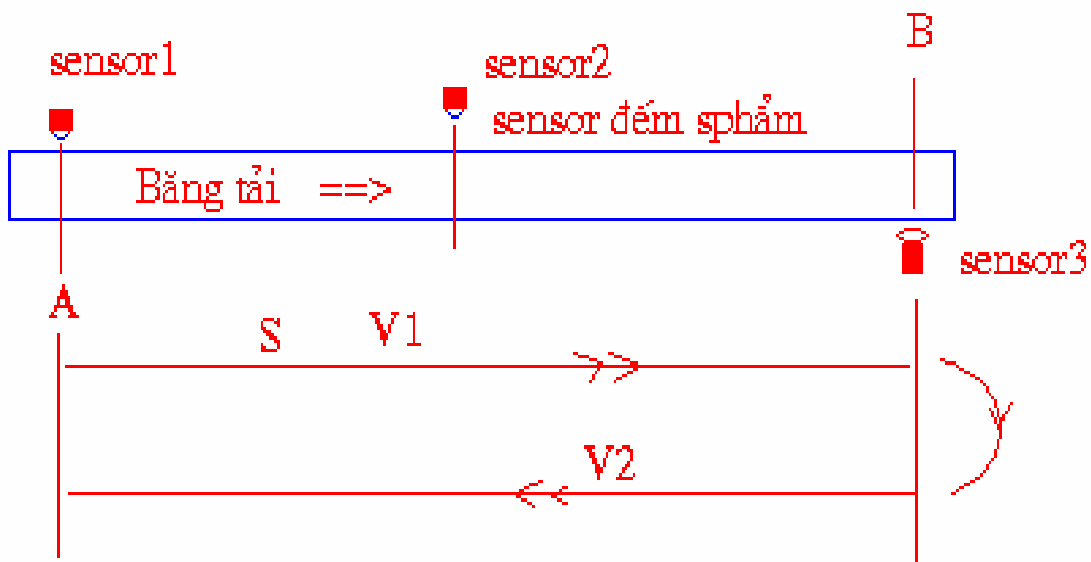 B
sensor1
sensor2
sensor đếm sphẩm
Băng tải ==>
sensor3
A
S V1
V2